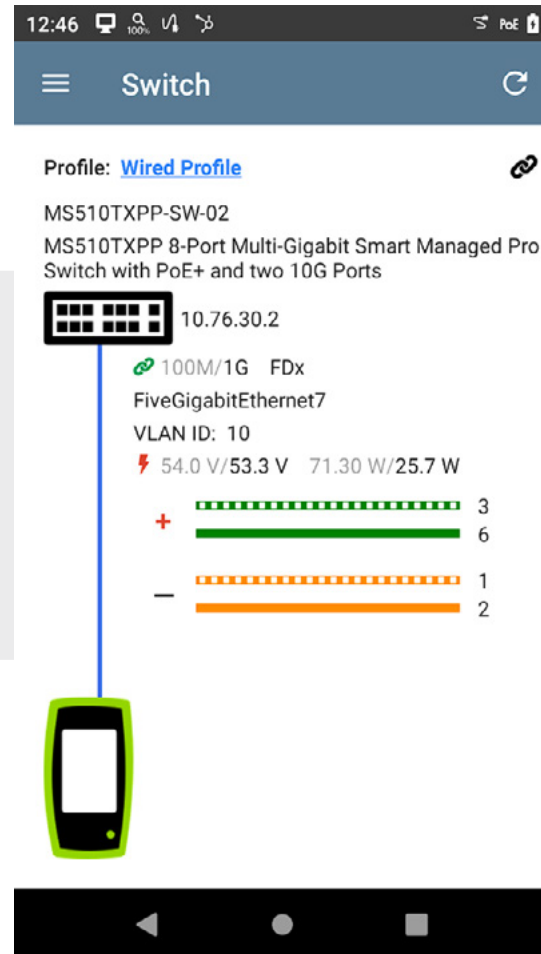 12:46 100% PoE
Switch
Profile: Wired Profile
MS510TXPP-SW-02
MS510TXPP 8-Port Multi-Gigabit Smart Managed Pro
Switch with PoE+ and two 10G Ports
10.76.30.2
100M/1G FDx
FiveGigabitEthernet7
VLAN ID: 10
54.0 V/53.3 V 71.30 W/25.7 W
+ 3
6
− 1
2